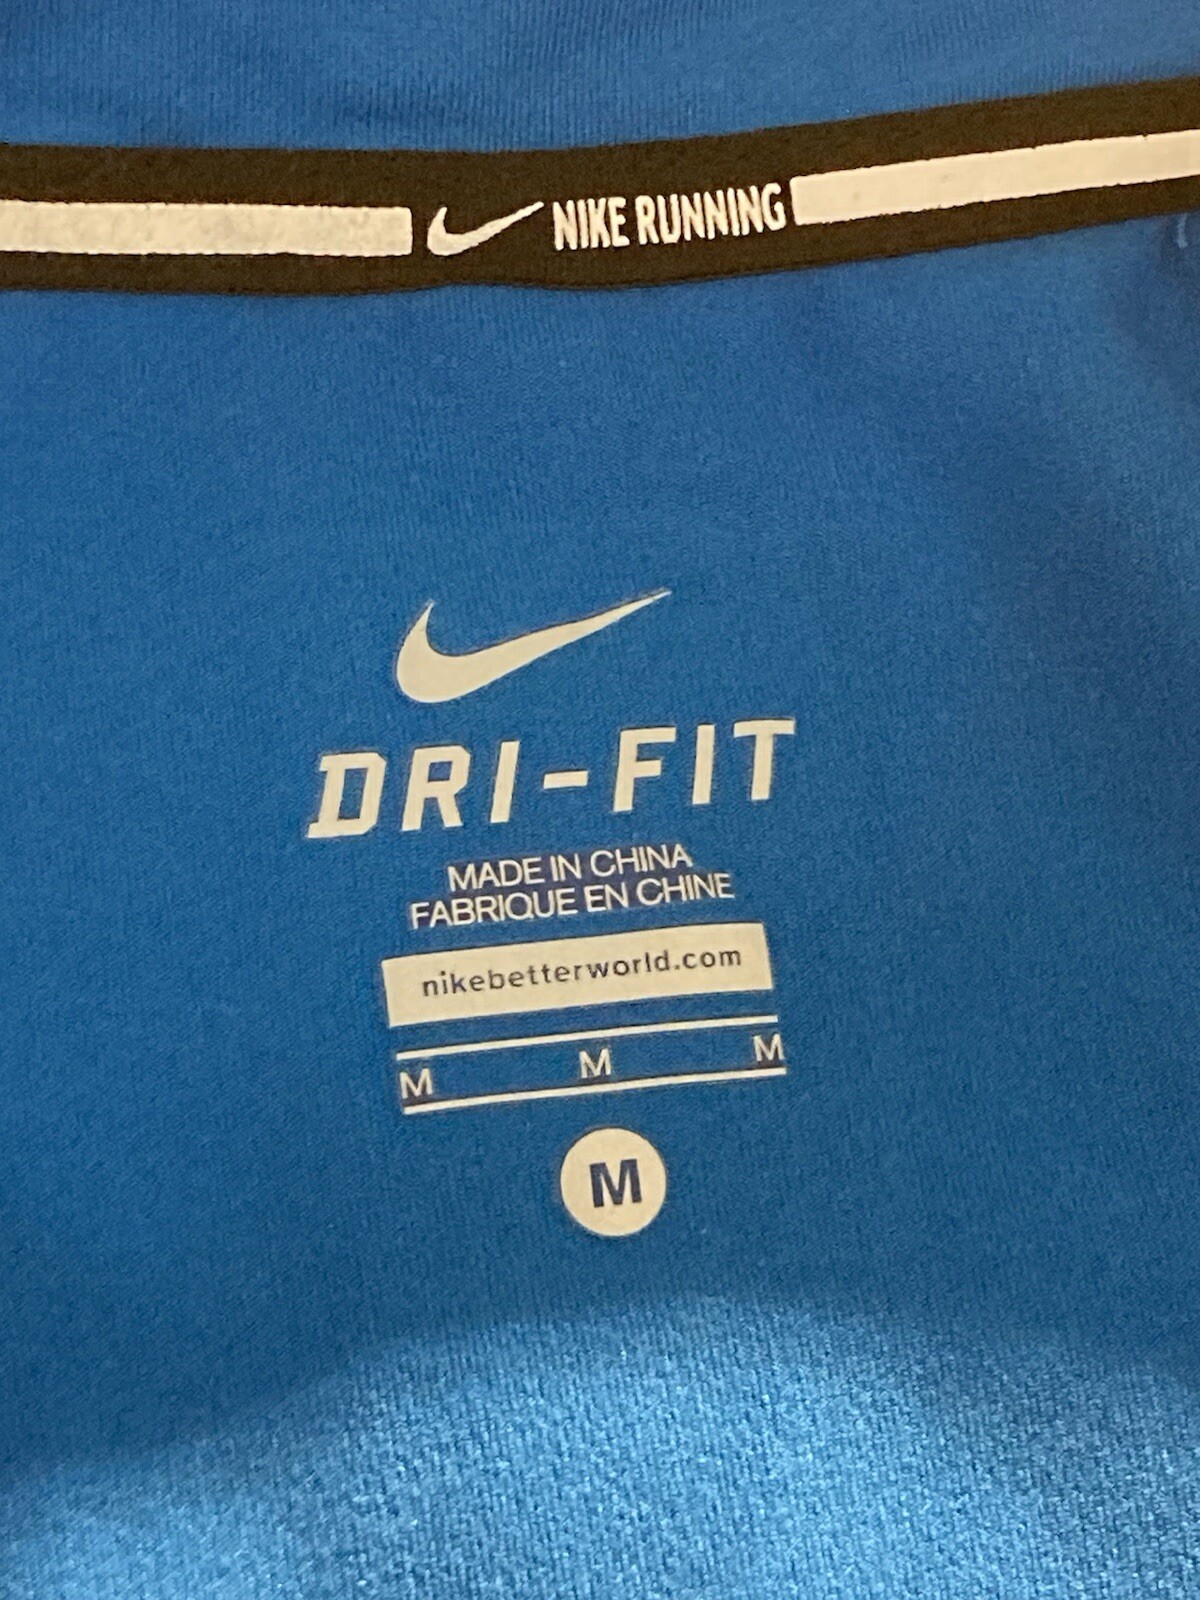 NIKE RUNNING
DRI-FIT
MADE IN CHINA
FABRIQUE EN CHINE
nikebetterworld.com
M M M
M